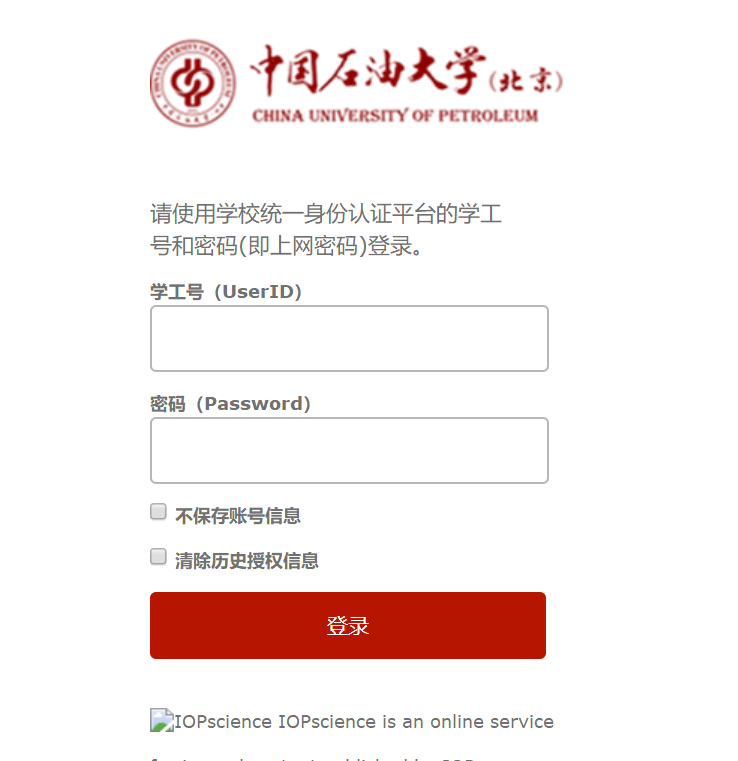 中国石油大学(北京)
CHINA UNIVERSITY OF PETROLEUM
请使用学校统一身份认证平台的学工
号和密码(即上网密码)登录。
学工号（UserID）
密码（Password）
不保存账号信息
清除历史授权信息
登录
IOPscience IOPscience is an online service